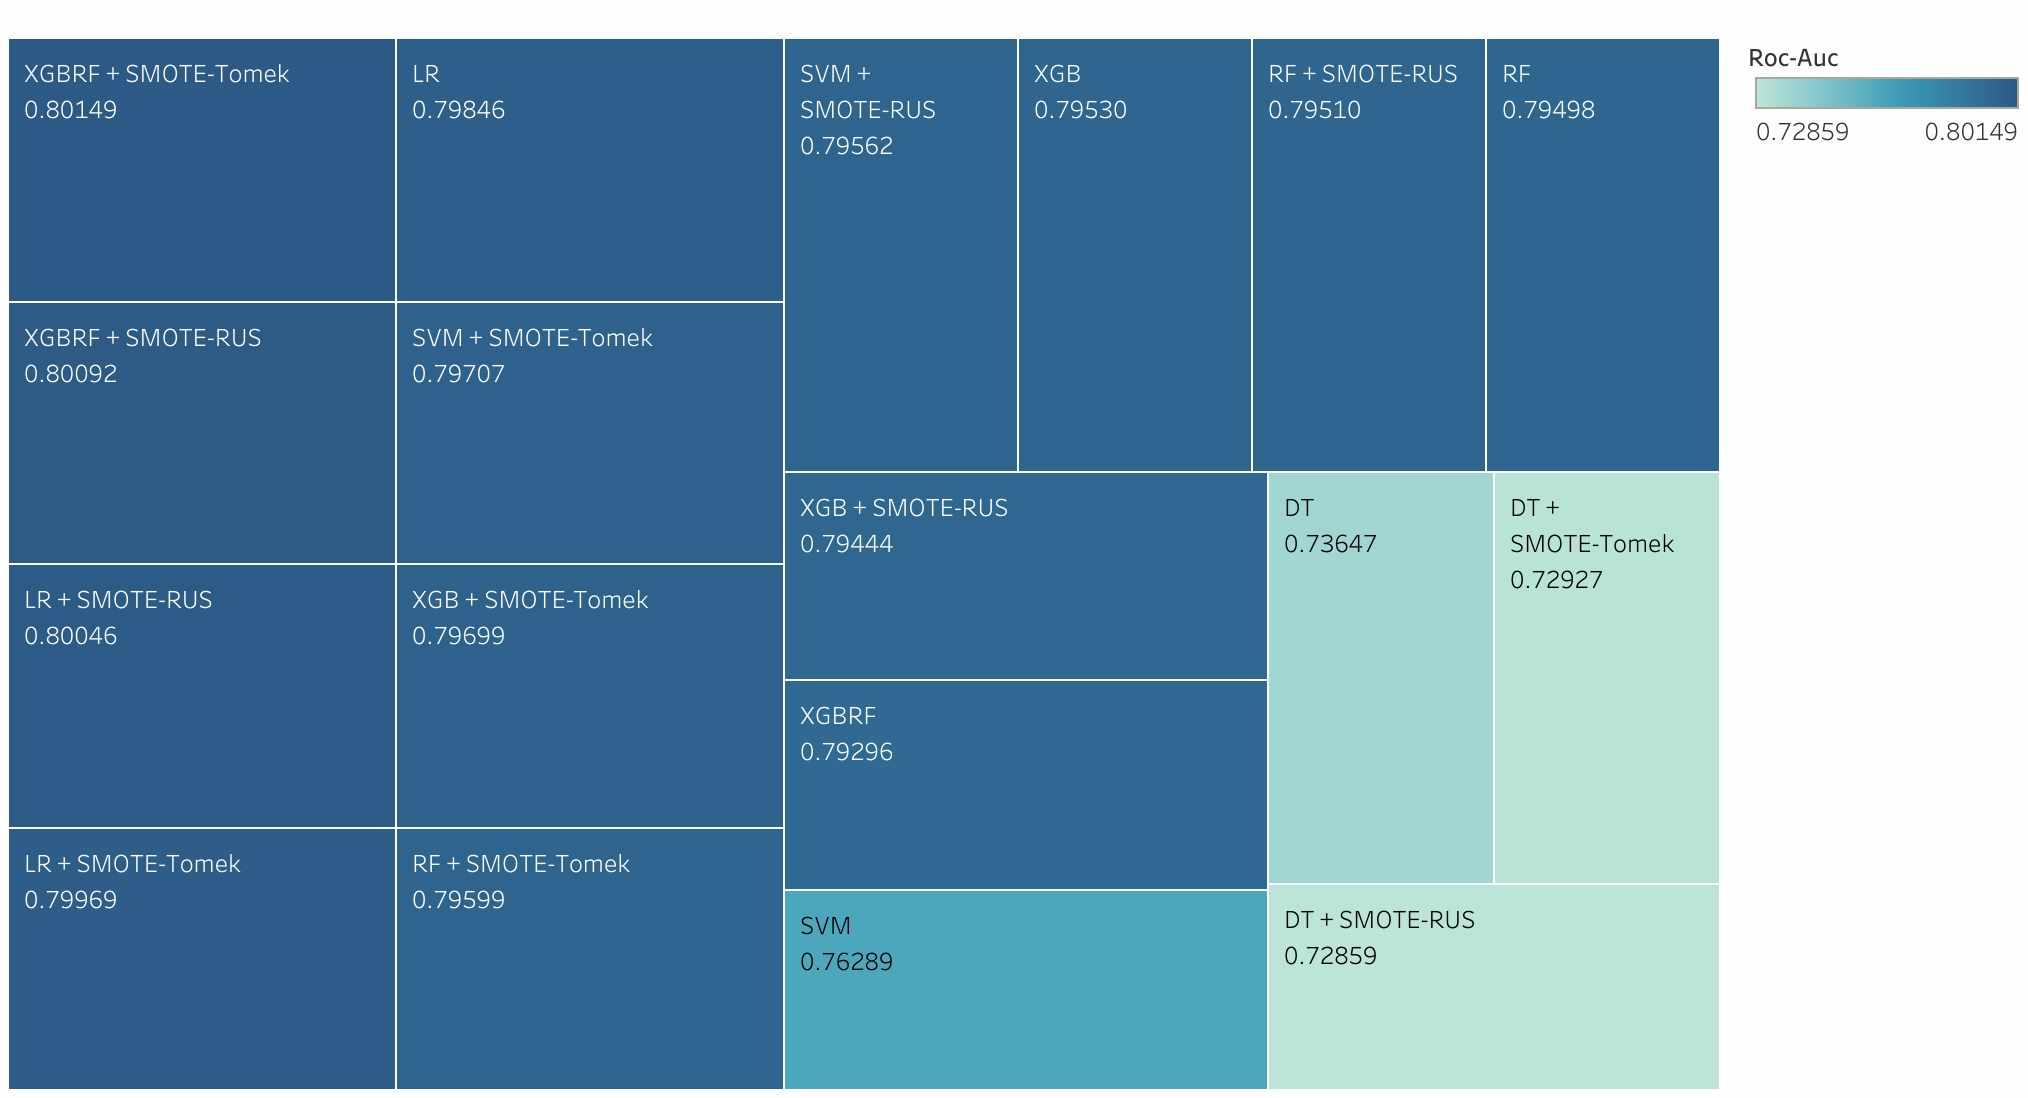 XGBRF + SMOTE-Tomek
0.80149
XGBRF + SMOTE-RUS
0.80092
LR + SMOTE-RUS
0.80046
LR + SMOTE-Tomek
0.79969
LR
0.79846
SVM + SMOTE-Tomek
0.79707
XGB + SMOTE-Tomek
0.79699
RF + SMOTE-Tomek
0.79599
SVM +
SMOTE-RUS
0.79562
XGB
0.79530
RF + SMOTE-RUS
0.79510
RF
0.79498
XGB + SMOTE-RUS
0.79444
XGBRF
0.79296
SVM
0.76289
DT
0.73647
DT +
SMOTE-Tomek
0.72927
DT + SMOTE-RUS
0.72859
Roc-Auc
0.72859 0.80149